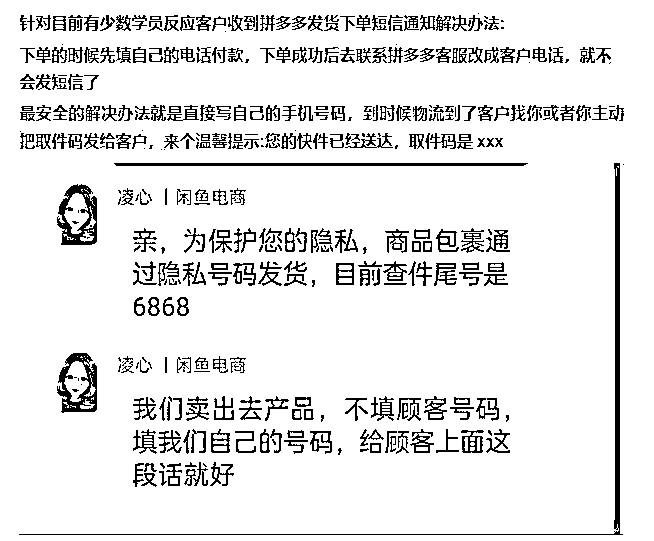 针对目前有少数学员反应客户收到拼多多发货下单短信通知解决办法:
下单的时候先填自己的电话付款，下单成功后去联系拼多多客服改成客户电话，就不
会发短信了
最安全的解决办法就是直接写自己的手机号码，到时候物流到了客户找你或者你主动
把取件码发给客户，来个温馨提示:您的快件已经送达，取件码是 xxx
凌心 ｜闲鱼电商
亲，为保护您的隐私，商品包裹通
过隐私号码发货，目前查件尾号是
6868
凌心 ｜闲鱼电商
我们卖出去产品，不填顾客号码，
填我们自己的号码，给顾客上面这
段话就好